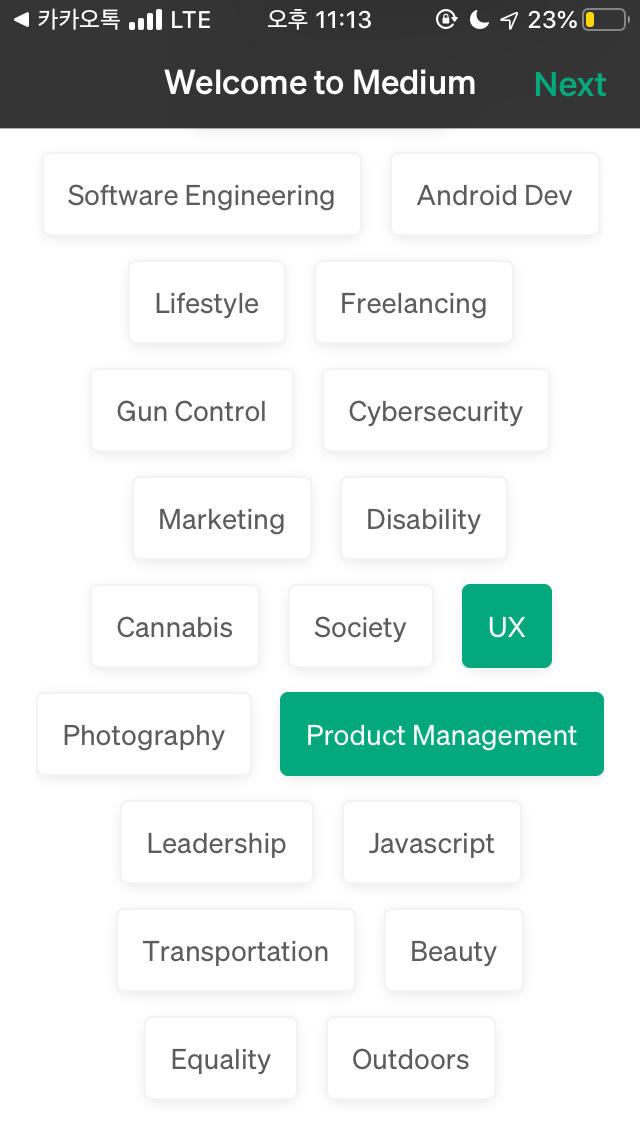 ◀ 카카오톡 LTE 오후 11:13 23%
Welcome to Medium Next
Software Engineering Android Dev
Lifestyle Freelancing
Gun Control Cybersecurity
Marketing Disability
Cannabis Society UX
Photography Product Management
Leadership Javascript
Transportation Beauty
Equality Outdoors